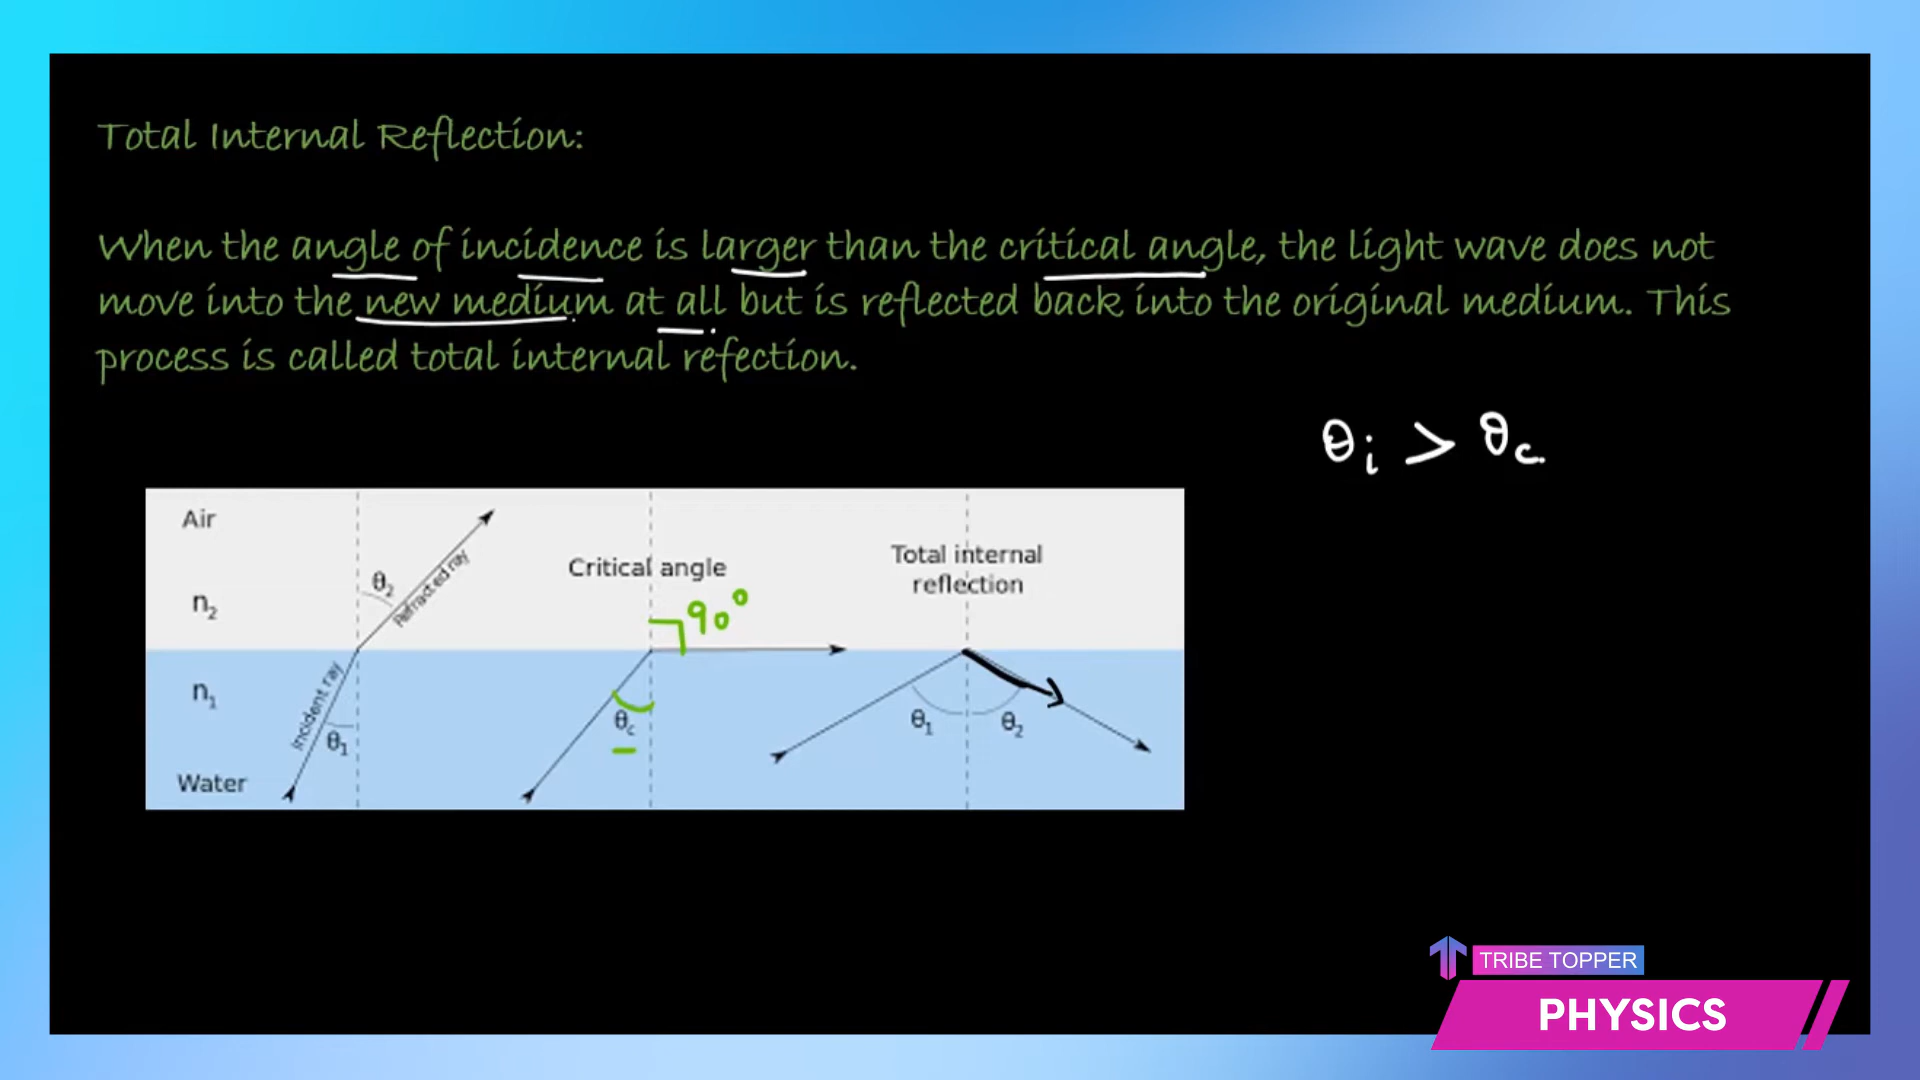 Total Internal Reflection:
When the angle of incidence is larger than the critical angle, the light wave does not
move into the new medium at all but is reflected back into the original medium. This
process is called total internal refection.
θi > θc
Air
Critical angle
Total internal
reflection
θ2
Refracted ray
n2
90°
n1
Incident ray
θ1
θc
θ1
θ2
Water
TRIBE TOPPER
PHYSICS